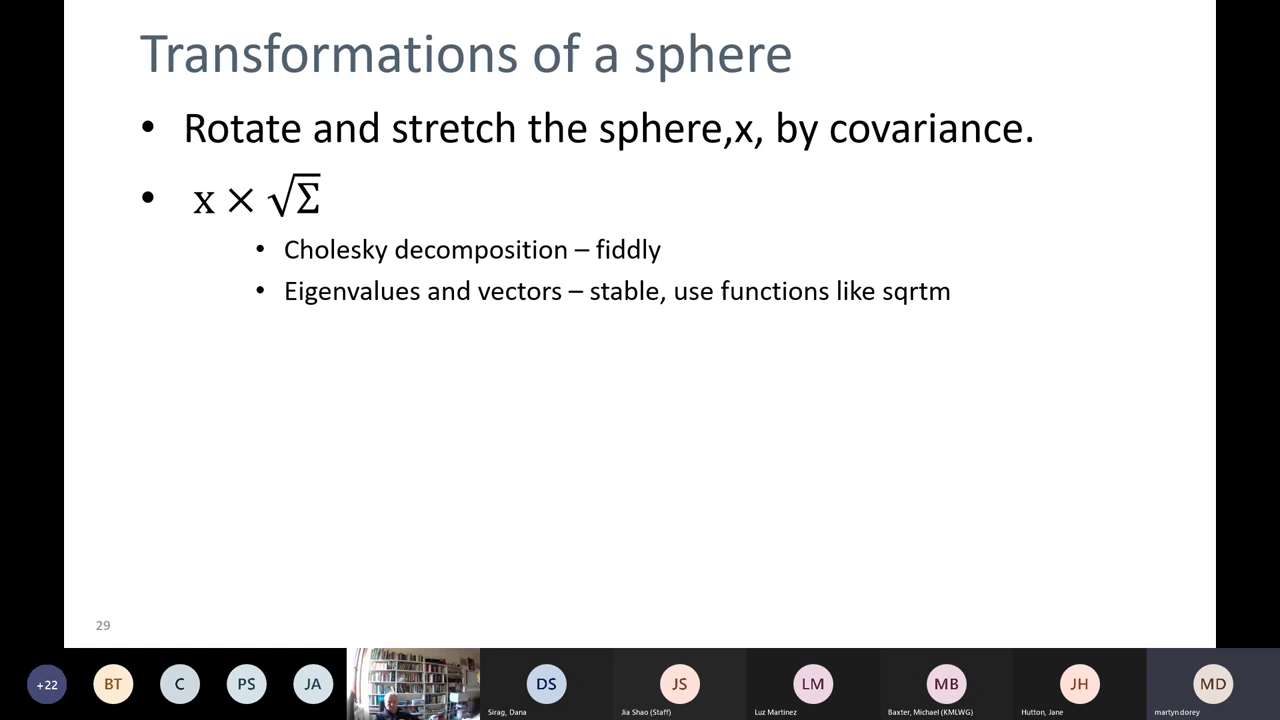 Transformations of a sphere
• Rotate and stretch the sphere,x, by covariance.
• x × √Σ
• Cholesky decomposition – fiddly
• Eigenvalues and vectors – stable, use functions like sqrtm
29
+22 BT C PS JA DS JS LM MB JH MD
Sirag, Dana Jia Shao (Staff) Luz Martinez Baxter, Michael (KMLWG) Hutton, Jane martyn dorey